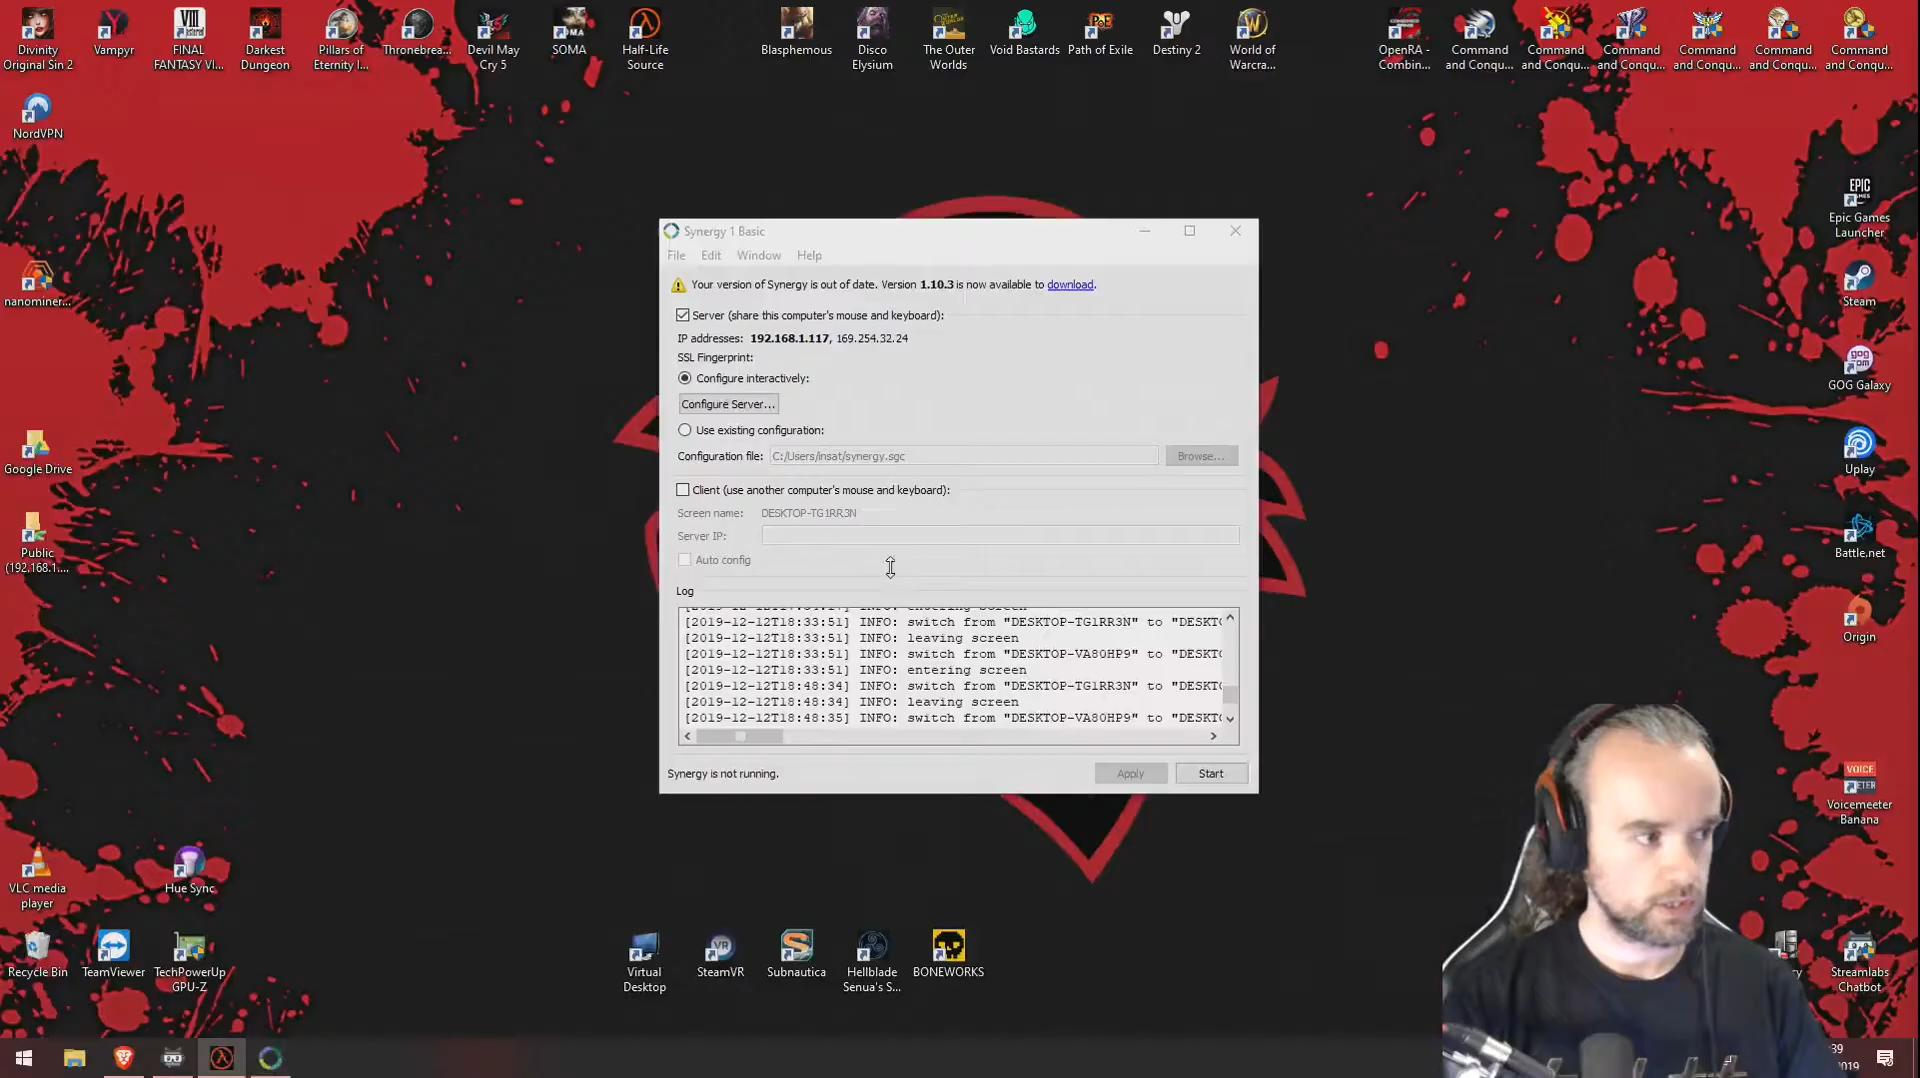 Divinity
Original Sin 2
Vampyr
FINAL
FANTASY VI...
Darkest
Dungeon
Pillars of
Eternity I...
Thronebrea...
Devil May
Cry 5
SOMA
Half-Life
Source
Blasphemous
Disco
Elysium
The Outer
Worlds
Void Bastards
Path of Exile
Destiny 2
World of
Warcra...
OpenRA -
Combin...
Command
and Conqu...
Command
and Conqu...
Command
and Conqu...
Command
and Conqu...
Command
and Conqu...
Command
and Conqu...
NordVPN
nanominer...
Google Drive
Public
(192.168.1....
VLC media
player
Hue Sync
Recycle Bin
TeamViewer
TechPowerUp
GPU-Z
Synergy 1 Basic
File Edit Window Help
Your version of Synergy is out of date. Version 1.10.3 is now available to download.
Server (share this computer's mouse and keyboard):
IP addresses: 192.168.1.117, 169.254.32.24
SSL Fingerprint:
Configure interactively:
Configure Server...
Use existing configuration:
Configuration file: C:/Users/insat/synergy.sgc Browse...
Client (use another computer's mouse and keyboard):
Screen name: DESKTOP-TG1RR3N
Server IP:
Auto config
Log
[2019-12-12T18:33:51] INFO: switch from "DESKTOP-TG1RR3N" to "DESKTO
[2019-12-12T18:33:51] INFO: leaving screen
[2019-12-12T18:33:51] INFO: switch from "DESKTOP-VA80HP9" to "DESKTO
[2019-12-12T18:33:51] INFO: entering screen
[2019-12-12T18:48:34] INFO: switch from "DESKTOP-TG1RR3N" to "DESKTO
[2019-12-12T18:48:34] INFO: leaving screen
[2019-12-12T18:48:35] INFO: switch from "DESKTOP-VA80HP9" to "DESKTO
Synergy is not running. Apply Start
Virtual
Desktop
SteamVR
Subnautica
Hellblade
Senua's S...
BONEWORKS
EPIC
GAMES
Epic Games
Launcher
Steam
gog
com
GOG Galaxy
Uplay
Battle.net
Origin
VOICE
MEETER
Voicemeeter
Banana
Streamlabs
Chatbot
39
2019